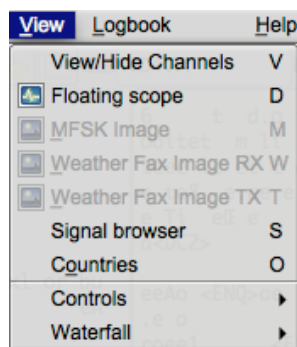 View Logbook Help
View/Hide Channels V
Floating scope D
MFSK Image M
Weather Fax Image RX W
Weather Fax Image TX T
Signal browser S
Countries O
Controls
Waterfall